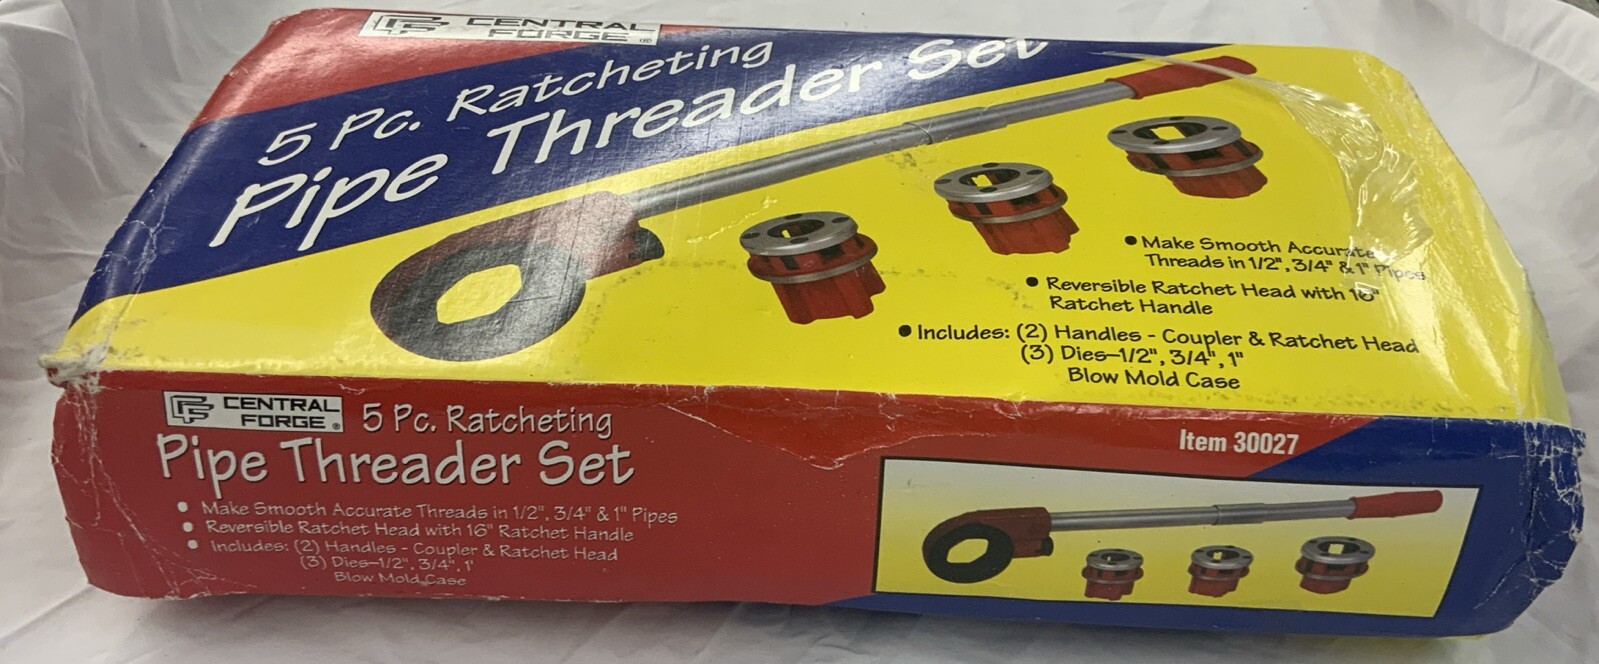 CENTRAL
FORGE®
5 Pc. Ratcheting
Pipe Threader Set
● Make Smooth Accurate
Threads in 1/2", 3/4" & 1" Pipes
● Reversible Ratchet Head with 16"
Ratchet Handle
● Includes: (2) Handles - Coupler & Ratchet Head
(3) Dies–1/2", 3/4", 1"
Blow Mold Case
CENTRAL
FORGE®
5 Pc. Ratcheting
Pipe Threader Set
● Make Smooth Accurate Threads in 1/2", 3/4" & 1" Pipes
● Reversible Ratchet Head with 16" Ratchet Handle
● Includes: (2) Handles - Coupler & Ratchet Head
(3) Dies–1/2", 3/4", 1'
Blow Mold Case
Item 30027